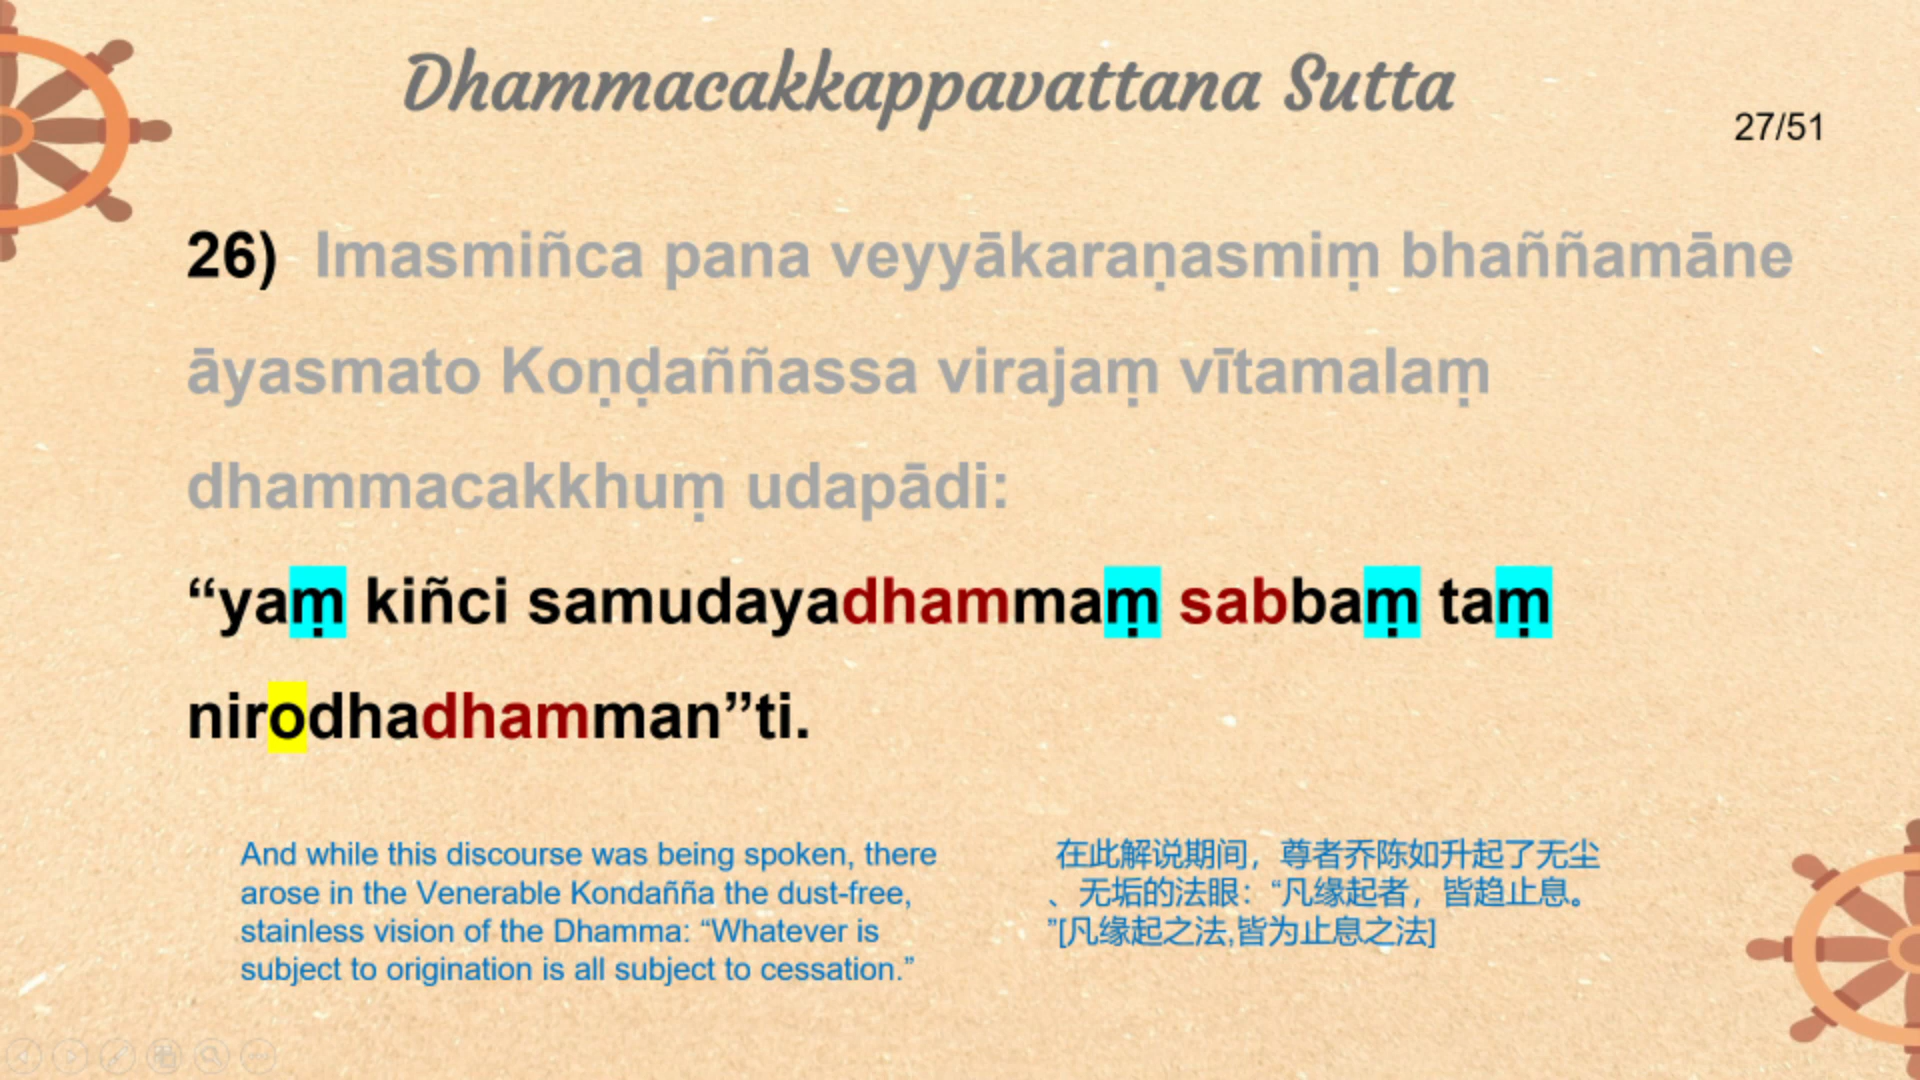 Dhammacakkappavattana Sutta
27/51
26) Imasmiñca pana veyyākaraṇasmiṃ bhaññamāne
āyasmato Koṇḍaññassa virajaṃ vītamalaṃ
dhammacakkhuṃ udapādi:
“yaṃ kiñci samudayadhammaṃ sabbaṃ taṃ
nirodhadhamman”ti.
And while this discourse was being spoken, there
arose in the Venerable Kondañña the dust-free,
stainless vision of the Dhamma: “Whatever is
subject to origination is all subject to cessation.”
在此解说期间，尊者乔陈如升起了无尘
、无垢的法眼：“凡缘起者，皆趋止息。
”[凡缘起之法,皆为止息之法]